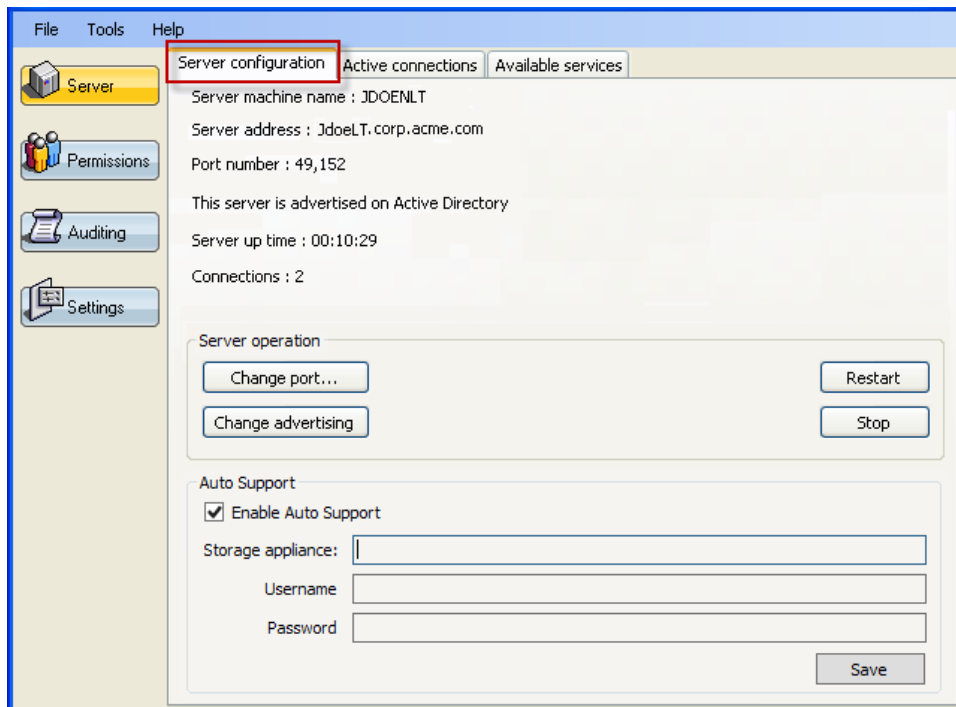 File Tools Help
Server
Permissions
Auditing
Settings
Server configuration Active connections Available services
Server machine name : JDOENLT
Server address : JdoeLT.corp.acme.com
Port number : 49,152
This server is advertised on Active Directory
Server up time : 00:10:29
Connections : 2
Server operation
Change port... Restart
Change advertising Stop
Auto Support
Enable Auto Support
Storage appliance:
Username
Password
Save